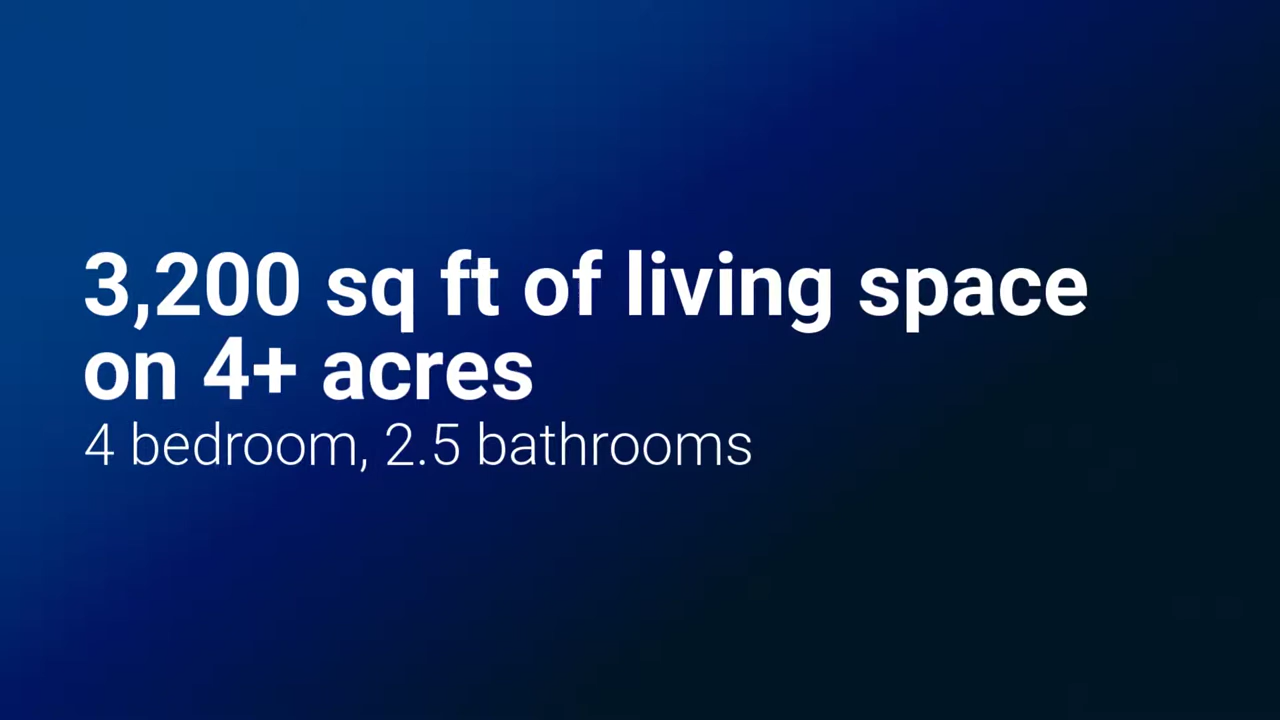 3,200 sq ft of living space
on 4+ acres
4 bedroom, 2.5 bathrooms